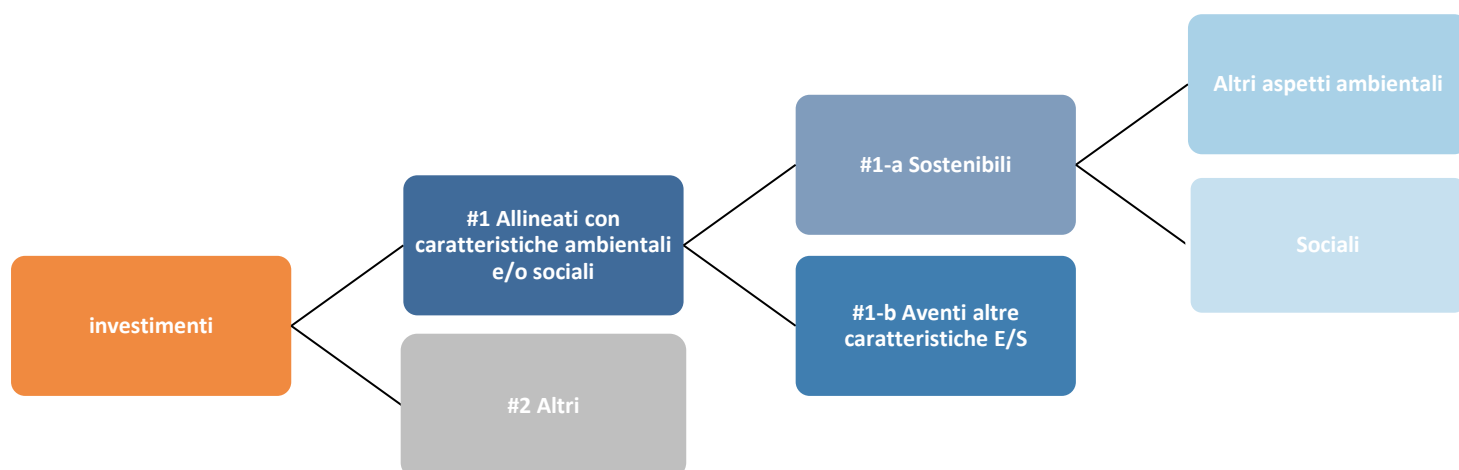 investimenti
#1 Allineati con
caratteristiche ambientali
e/o sociali
#2 Altri
#1-a Sostenibili
#1-b Aventi altre
caratteristiche E/S
Altri aspetti ambientali
Sociali